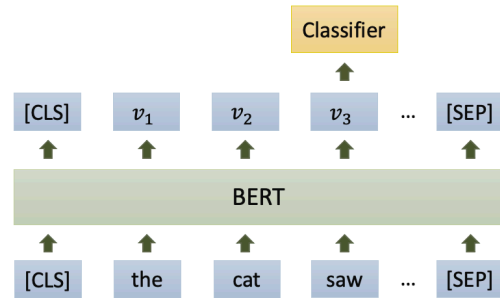 Classifier
[CLS] v₁ v₂ v₃ ... [SEP]
BERT
[CLS] the cat saw ... [SEP]